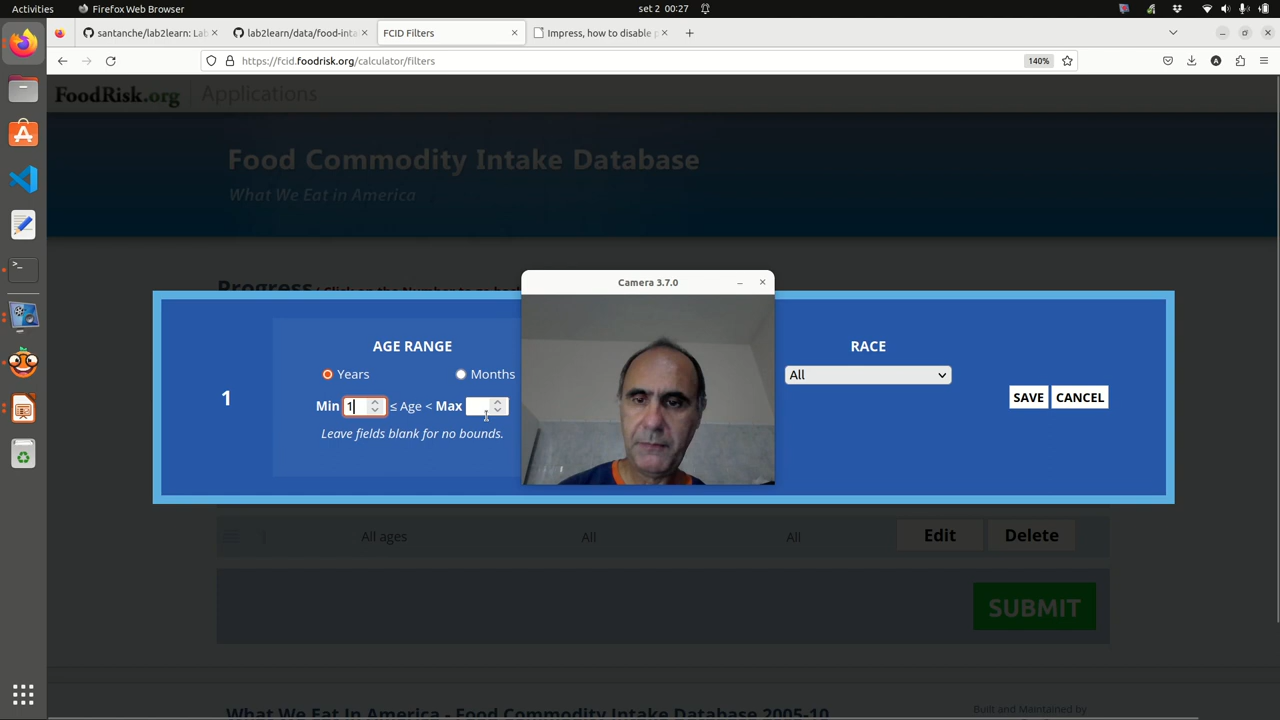 Activities Firefox Web Browser set 2 00:27
santanche/lab2learn: Lab lab2learn/data/food-inta FCID Filters Impress, how to disable p
https://fcid.foodrisk.org/calculator/filters 140%
FoodRisk.org Applications
Food Commodity Intake Database
What We Eat in America
Camera 3.7.0
AGE RANGE RACE
Years Months All
1 Min 1 ≤ Age < Max SAVE CANCEL
Leave fields blank for no bounds.
All ages All All Edit Delete
SUBMIT
What We Eat In America - Food Commodity Intake Database 2005-10 Built and Maintained by